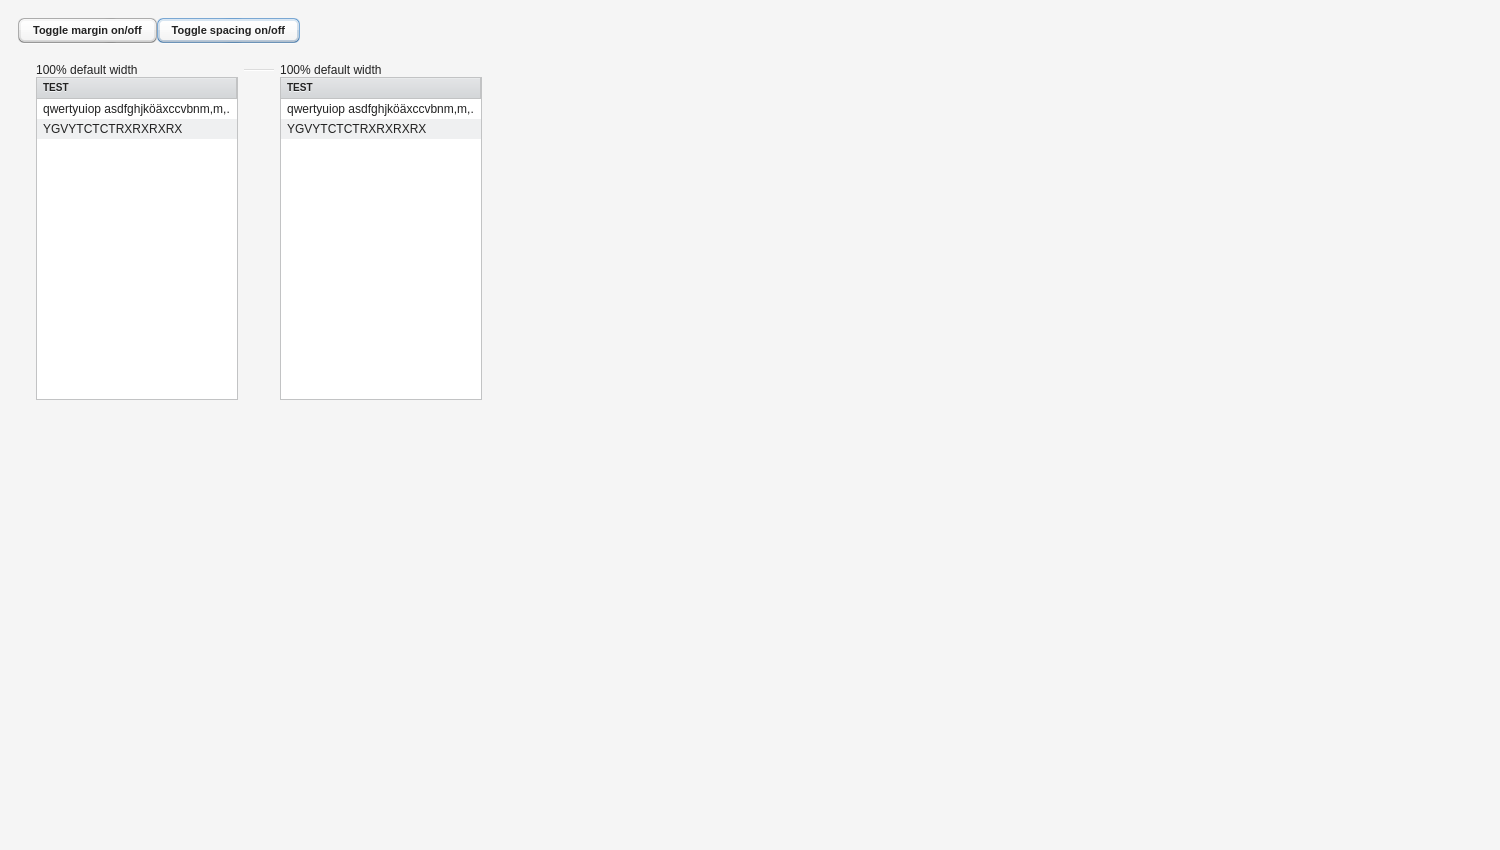 Toggle margin on/off Toggle spacing on/off
100% default width 100% default width
TEST TEST
qwertyuiop asdfghjköäxccvbnm,m,. qwertyuiop asdfghjköäxccvbnm,m,.
YGVYTCTCTRXRXRXRX YGVYTCTCTRXRXRXRX